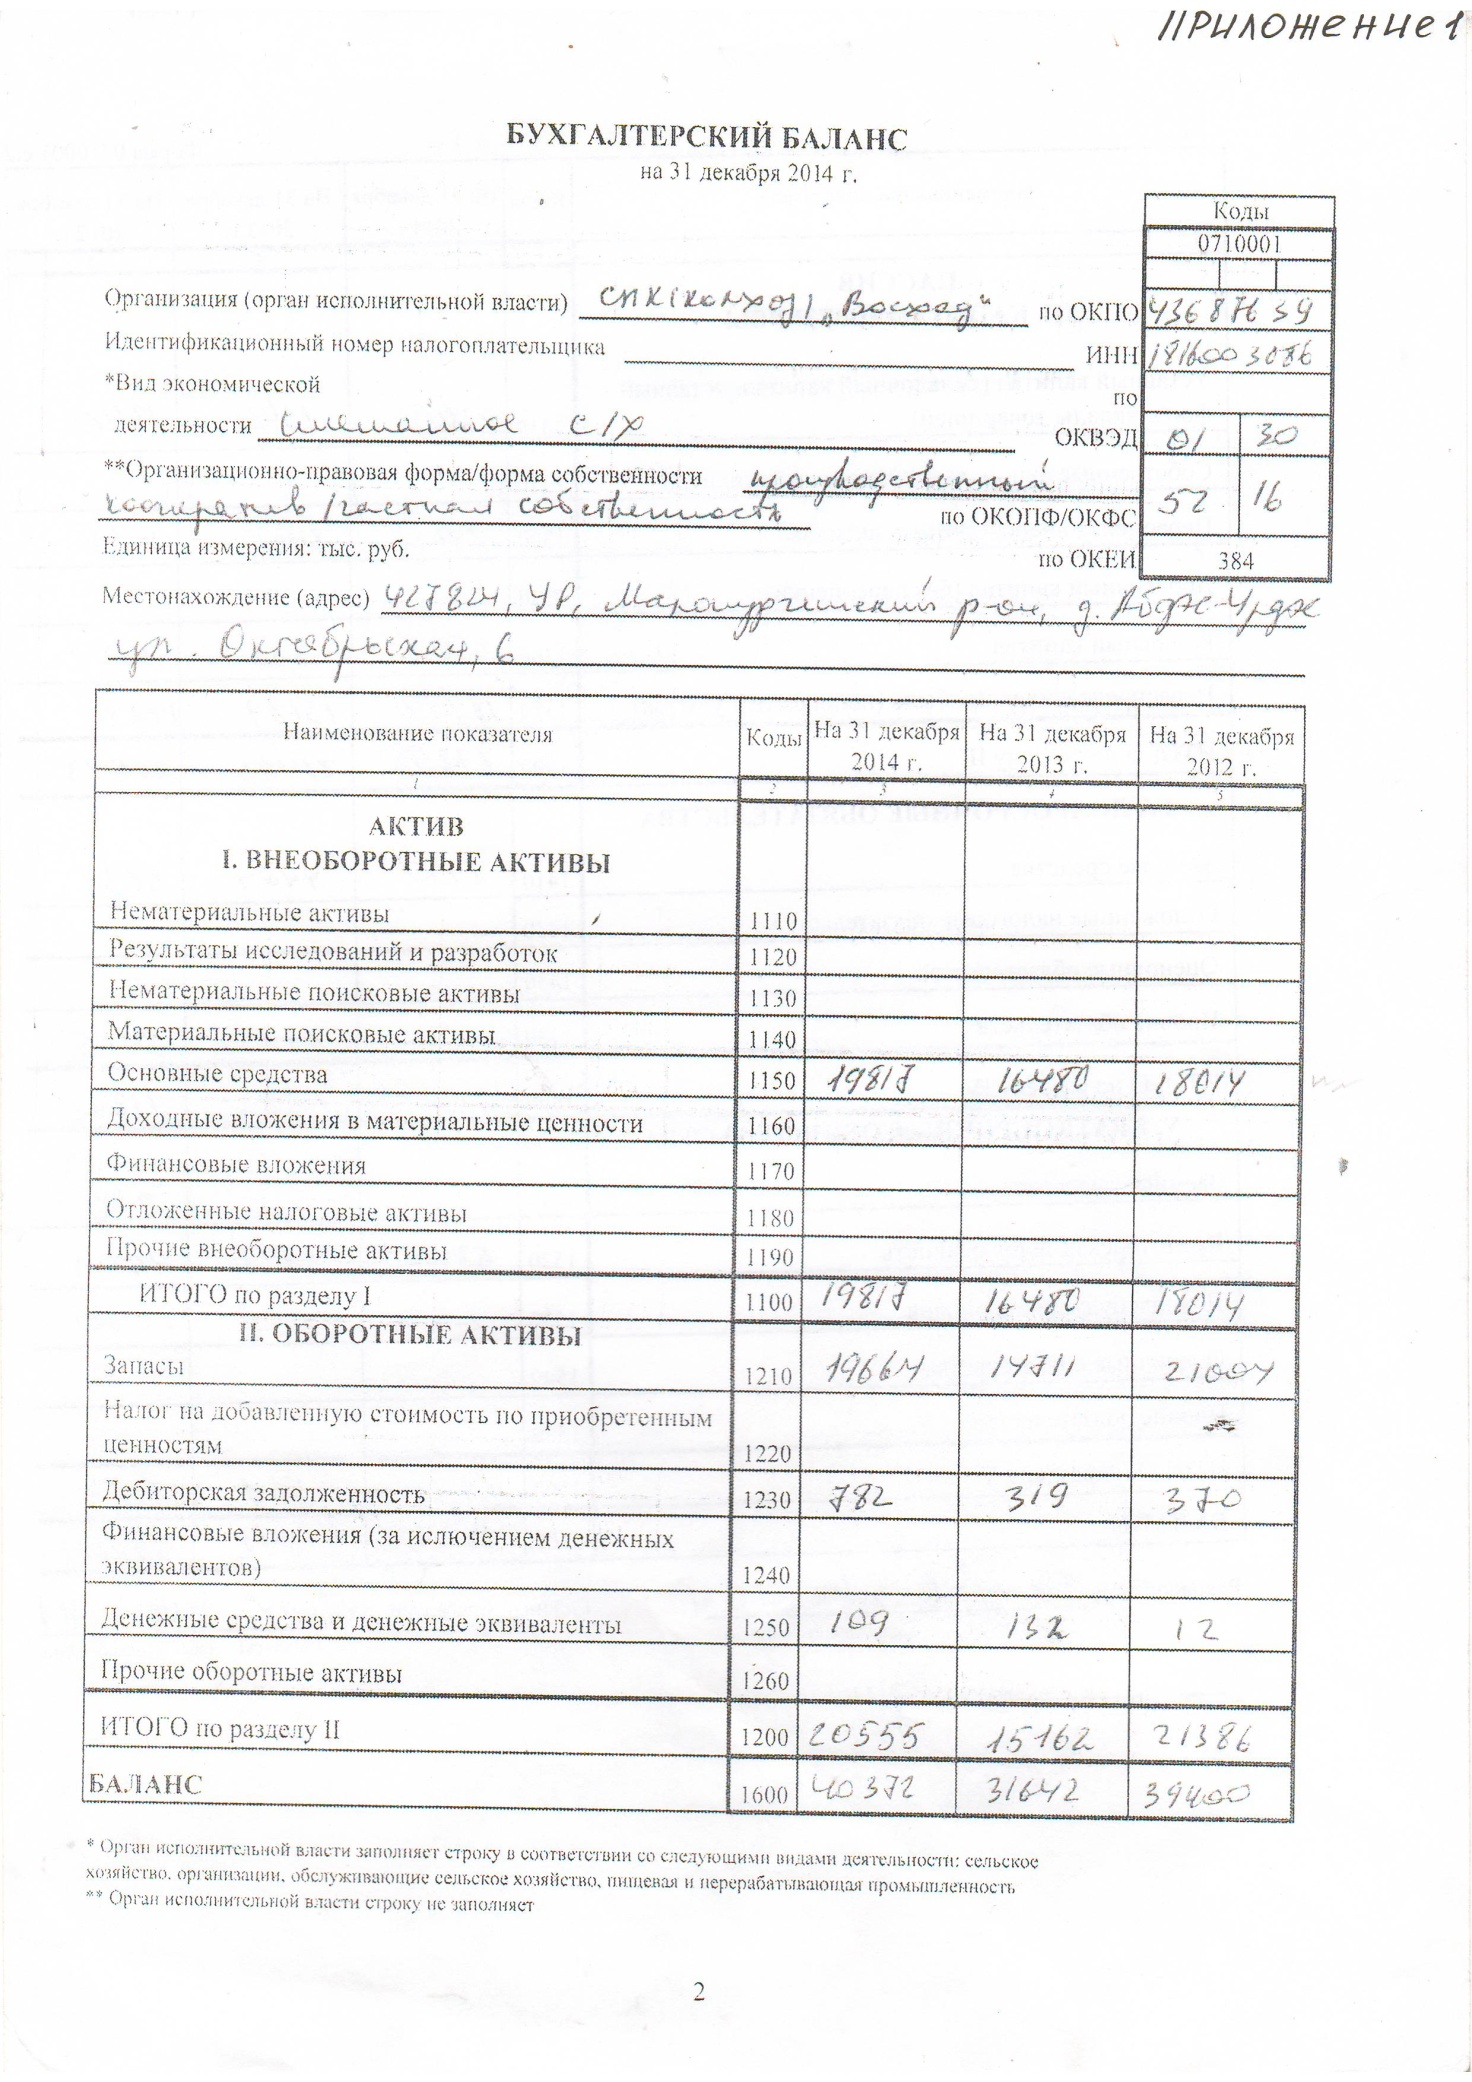 Приложение 1
БУХГАЛТЕРСКИЙ БАЛАНС
на 31 декабря 2014 г.
Коды
0710001
Организация (орган исполнительной власти) СПК (колхоз) „Восход" по ОКПО 43687639
Идентификационный номер налогоплательщика ИНН 1816003086
*Вид экономической по
деятельности смешанное с/х ОКВЭД 01 30
**Организационно-правовая форма/форма собственности производственный
кооператив /частная собственность по ОКОПФ/ОКФС 52 16
Единица измерения: тыс. руб. по ОКЕИ 384
Местонахождение (адрес) 427824, УР, р-он, д.
ул. Октябрьская, 6
Наименование показателя Коды На 31 декабря 2014 г. На 31 декабря 2013 г. На 31 декабря 2012 г.
1 2 3 4 5
АКТИВ
I. ВНЕОБОРОТНЫЕ АКТИВЫ
Нематериальные активы 1110
Результаты исследований и разработок 1120
Нематериальные поисковые активы 1130
Материальные поисковые активы 1140
Основные средства 1150 19817 16480 18014
Доходные вложения в материальные ценности 1160
Финансовые вложения 1170
Отложенные налоговые активы 1180
Прочие внеоборотные активы 1190
ИТОГО по разделу I 1100 19817 16480 18014
II. ОБОРОТНЫЕ АКТИВЫ
Запасы 1210 19664 14711 21004
Налог на добавленную стоимость по приобретенным
ценностям 1220
Дебиторская задолженность 1230 782 319 370
Финансовые вложения (за ислючением денежных
эквивалентов) 1240
Денежные средства и денежные эквиваленты 1250 109 132 12
Прочие оборотные активы 1260
ИТОГО по разделу II 1200 20555 15162 21386
БАЛАНС 1600 40372 31642 39400
* Орган исполнительной власти заполняет строку в соответствии со следующими видами деятельности: сельское
хозяйство, организации, обслуживающие сельское хозяйство, пищевая и перерабатывающая промышленность
** Орган исполнительной власти строку не заполняет
2